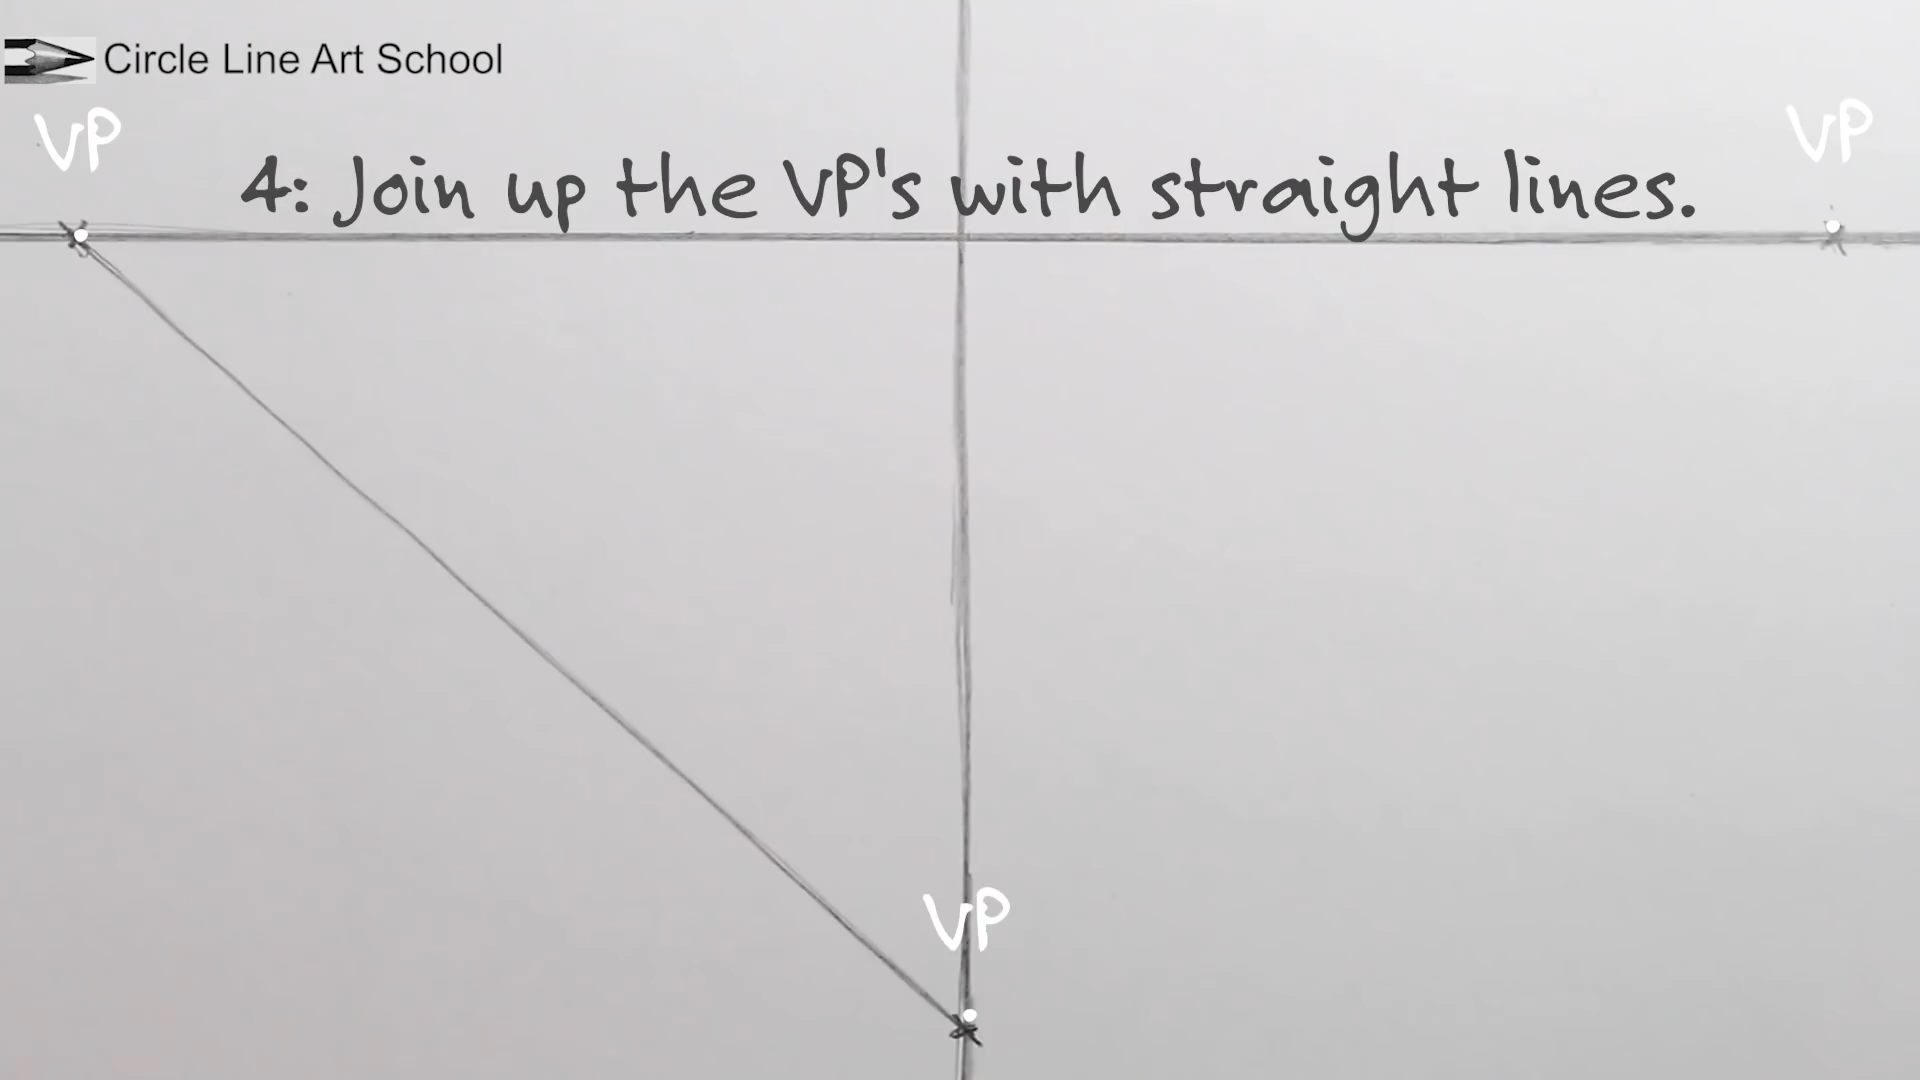 Circle Line Art School
VP
VP
4: Join up the VP's with straight lines.
VP